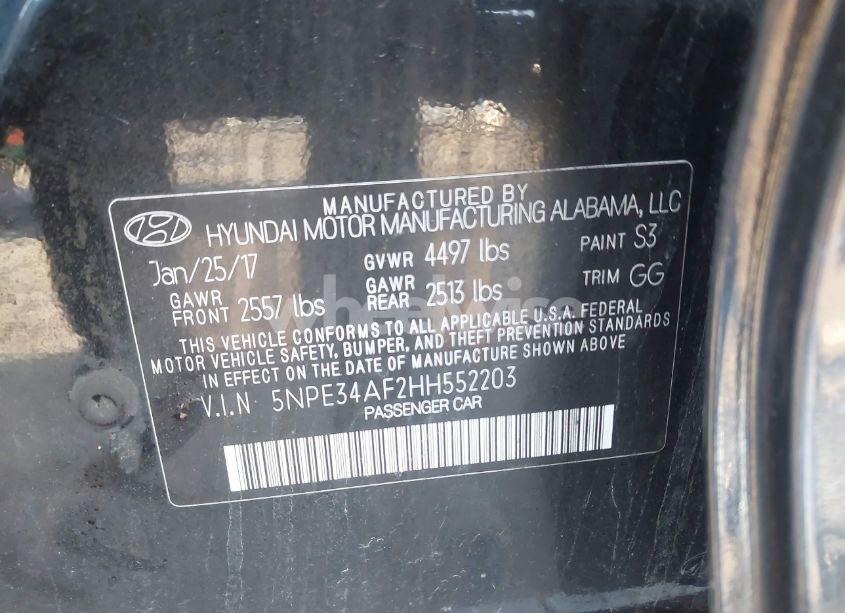 MANUFACTURED BY
HYUNDAI MOTOR MANUFACTURING ALABAMA, LLC
Jan/25/17 GVWR 4497 lbs PAINT S3
GAWR FRONT 2557 lbs GAWR REAR 2513 lbs TRIM GG
THIS VEHICLE CONFORMS TO ALL APPLICABLE U.S.A. FEDERAL
MOTOR VEHICLE SAFETY, BUMPER, AND THEFT PREVENTION STANDARDS
IN EFFECT ON THE DATE OF MANUFACTURE SHOWN ABOVE
V.I.N 5NPE34AF2HH552203
PASSENGER CAR